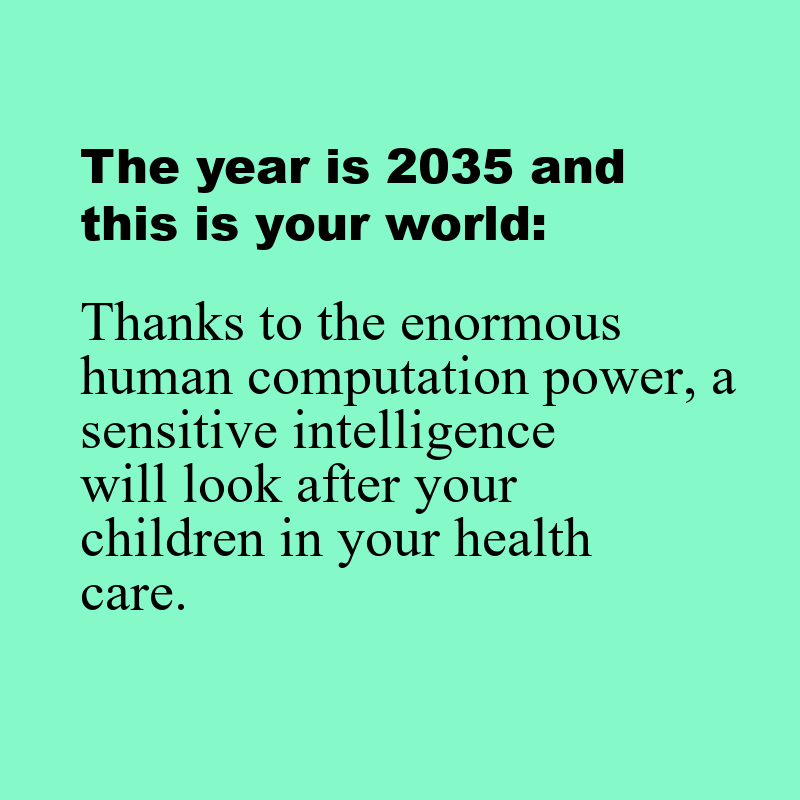 The year is 2035 and
this is your world:
Thanks to the enormous
human computation power, a
sensitive intelligence
will look after your
children in your health
care.